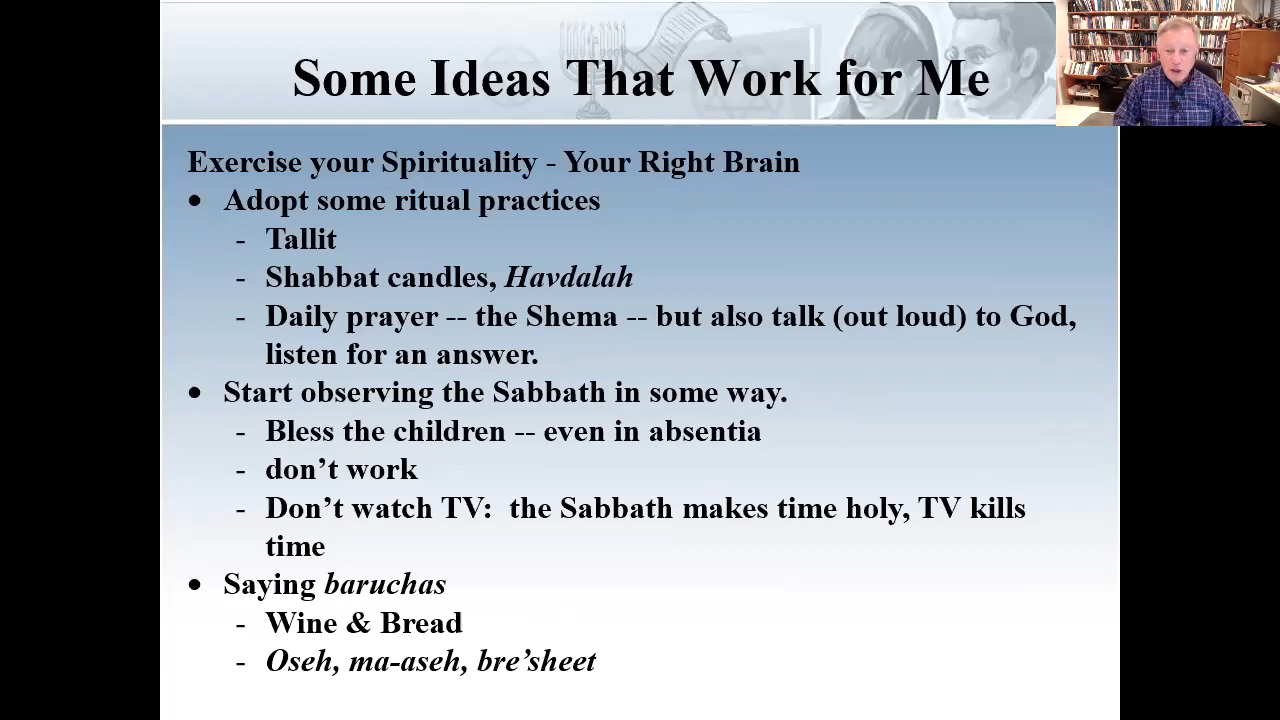 Some Ideas That Work for Me
Exercise your Spirituality - Your Right Brain
• Adopt some ritual practices
- Tallit
- Shabbat candles, Havdalah
- Daily prayer -- the Shema -- but also talk (out loud) to God,
listen for an answer.
• Start observing the Sabbath in some way.
- Bless the children -- even in absentia
- don’t work
- Don’t watch TV:  the Sabbath makes time holy, TV kills
time
• Saying baruchas
- Wine & Bread
- Oseh, ma-aseh, bre’sheet